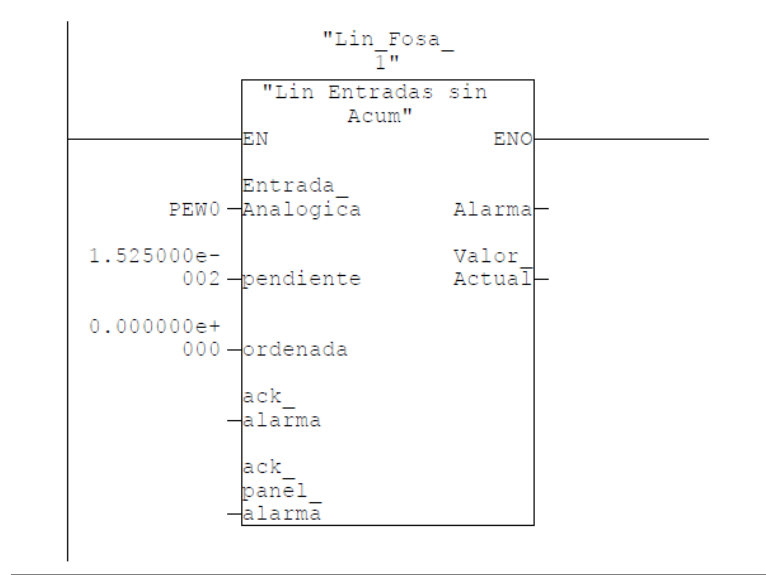 "Lin_Fosa_
1"
"Lin Entradas sin
Acum"
EN ENO
Entrada_
PEW0 Analogica Alarma
1.525000e- Valor_
002 pendiente Actual
0.000000e+
000 ordenada
ack_
alarma
ack_
panel_
alarma